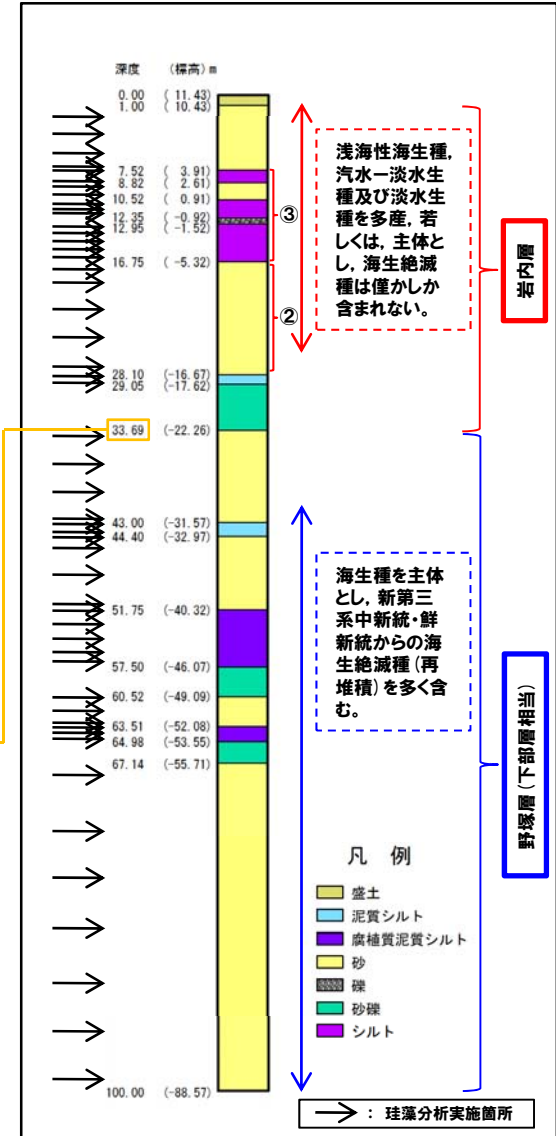 深度 (標高) m
0.00 ( 11.43)
1.00 ( 10.43)
7.52 ( 3.91)
8.82 ( 2.61)
10.52 ( 0.91)
12.35 ( -0.92)
12.95 ( -1.52)
16.75 ( -5.32)
28.10 (-16.67)
29.05 (-17.62)
33.69 (-22.26)
43.00 (-31.57)
44.40 (-32.97)
51.75 (-40.32)
57.50 (-46.07)
60.52 (-49.09)
63.51 (-52.08)
64.98 (-53.55)
67.14 (-55.71)
100.00 (-88.57)
③
②
浅海性海生種,
汽水ー淡水生
種及び淡水生
種を多産, 若
しくは, 主体と
し, 海生絶滅
種は僅かしか
含まれない。
岩内層
海生種を主体
とし, 新第三
系中新統・鮮
新統からの海
生絶滅種(再
堆積)を多く含
む。
野塚層(下部層相当)
凡 例
盛土
泥質シルト
腐植質泥質シルト
砂
礫
砂礫
シルト
→ : 珪藻分析実施箇所